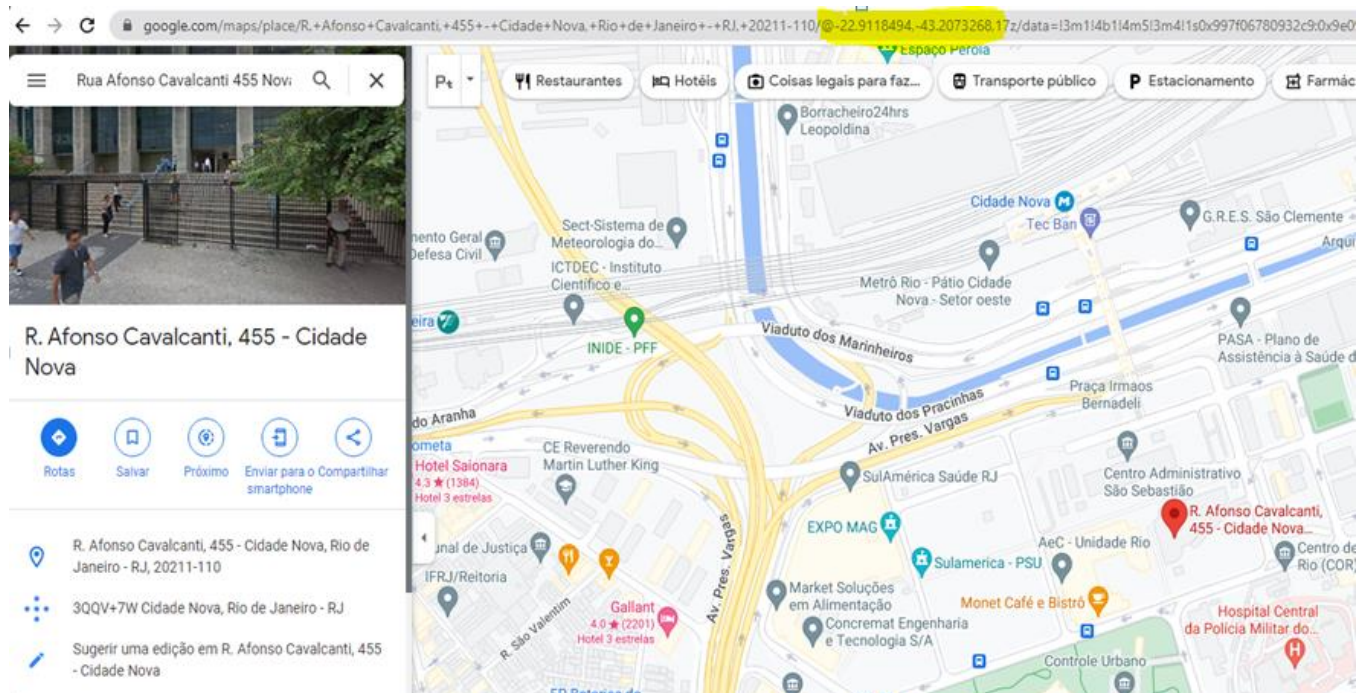 google.com/maps/place/R.+Afonso+Cavalcanti,+455+-+Cidade+Nova,+Rio+de+Janeiro+-+RJ,+20211-110/@-22.9118494,-43.2073268,17z/data=!3m1!4b1!4m5!3m4!1s0x997f06780932c9:0x9e0
Espaço Pérola
Rua Afonso Cavalcanti 455 Nova
Restaurantes
Hotéis
Coisas legais para faz...
Transporte público
Estacionamento
Farmác
R. Afonso Cavalcanti, 455 - Cidade
Nova
Rotas
Salvar
Próximo
Enviar para o
smartphone
Compartilhar
R. Afonso Cavalcanti, 455 - Cidade Nova, Rio de
Janeiro - RJ, 20211-110
3QQV+7W Cidade Nova, Rio de Janeiro - RJ
Sugerir uma edição em R. Afonso Cavalcanti, 455
- Cidade Nova
Borracheiro24hrs
Leopoldina
Cidade Nova
Tec Ban
G.R.E.S. São Clemente
Sect-Sistema de
Meteorologia do...
Geral
Defesa Civil
ICTDEC - Instituto
Científico e...
Metrô Rio - Pátio Cidade
Nova - Setor oeste
INIDE - PFF
Viaduto dos Marinheiros
PASA - Plano de
Assistência à Saúde d
Praça Irmaos
Bernadeli
Viaduto dos Pracinhas
Av. Pres. Vargas
do Aranha
Hotel Saionara
4.3 ★ (1384)
Hotel 3 estrelas
CE Reverendo
Martin Luther King
SulAmérica Saúde RJ
Centro Administrativo
São Sebastião
R. Afonso Cavalcanti,
455 - Cidade Nova...
EXPO MAG
AeC - Unidade Rio
Centro de
Rio (COR)
Sulamerica - PSU
de Justiça
IFRJ/Reitoria
Av. Pres. Vargas
Market Soluções
em Alimentação
Monet Café e Bistrô
Gallant
4.0 ★ (2201)
Hotel 3 estrelas
R. São Valentim
Concremat Engenharia
e Tecnologia S/A
Hospital Central
da Polícia Militar do...
Controle Urbano